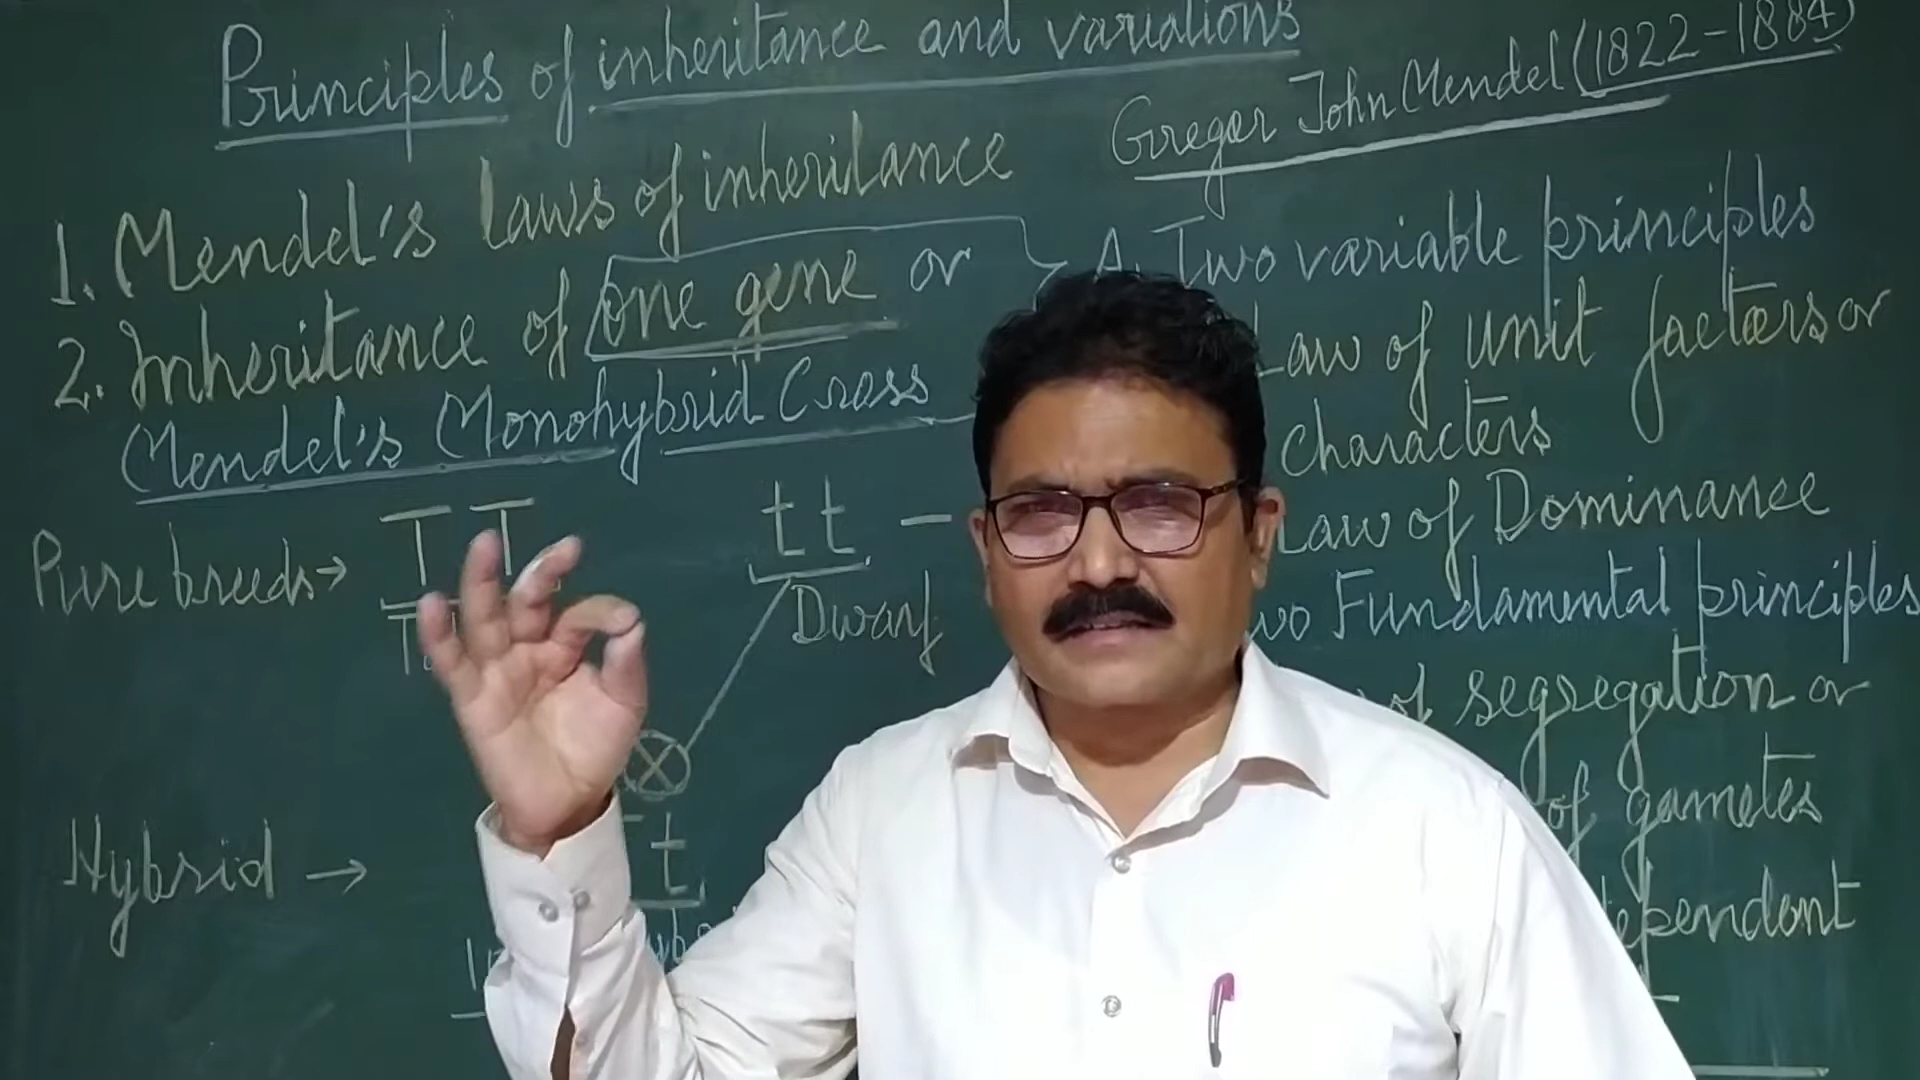 Principles of inheritance and variations
Gregor John Mendel (1822-1884)
1. Mendel's laws of inheritance
2. Inheritance of one gene or
Mendel's Monohybrid Cross
Pure breeds → TT tt –
Dwarf
Hybrid →
t
A. Two variable principles
Law of unit factors or
characters
Law of Dominance
Fundamental principles
of segregation or
of gametes